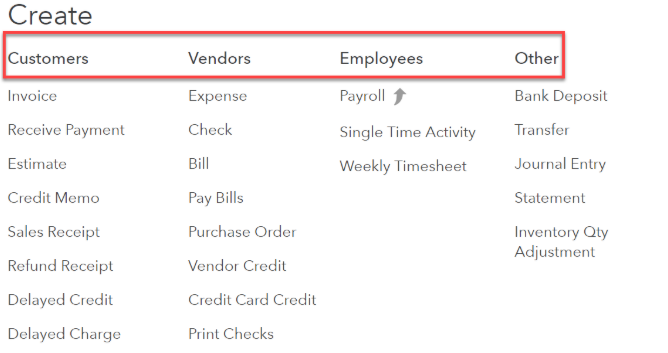 Create
Customers Vendors Employees Other
Invoice Expense Payroll Bank Deposit
Receive Payment Check Single Time Activity Transfer
Estimate Bill Weekly Timesheet Journal Entry
Credit Memo Pay Bills Statement
Sales Receipt Purchase Order Inventory Qty
Adjustment
Refund Receipt Vendor Credit
Delayed Credit Credit Card Credit
Delayed Charge Print Checks